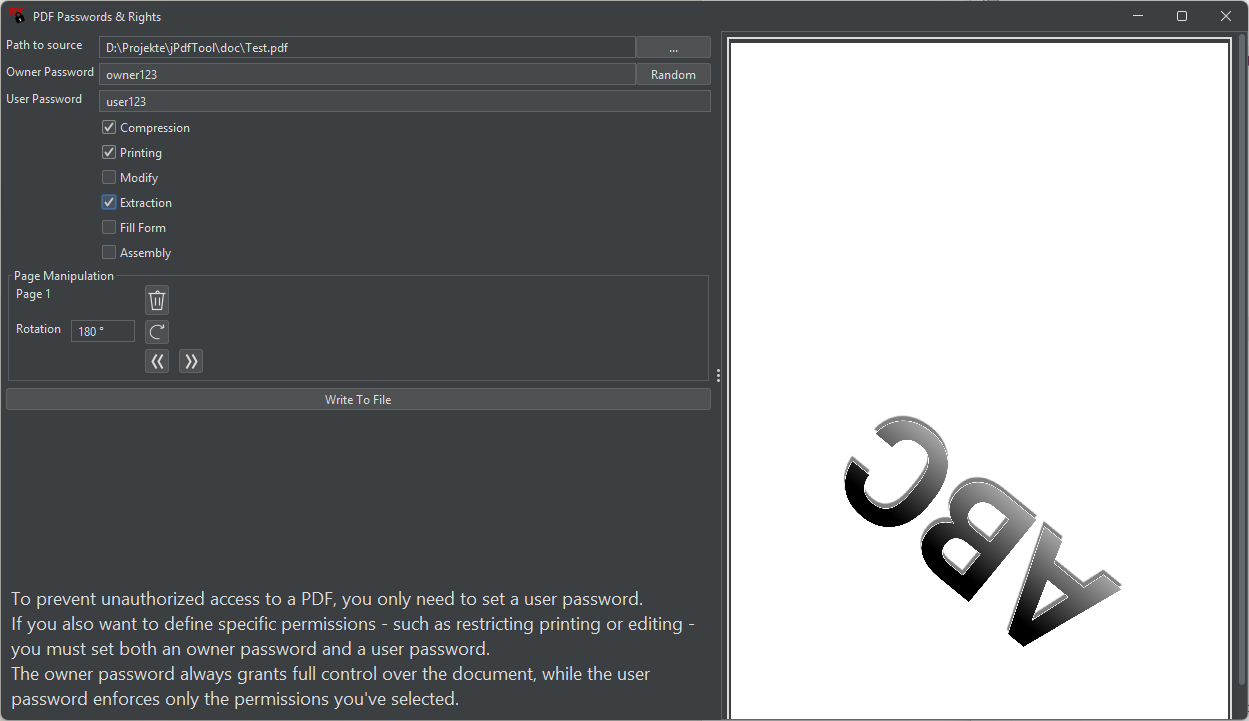 PDF Passwords & Rights
Path to source
D:\Projekte\jPdfTool\doc\Test.pdf
...
Owner Password
owner123
Random
User Password
user123
Compression
Printing
Modify
Extraction
Fill Form
Assembly
Page Manipulation
Page 1
Rotation
180 °
Write To File
To prevent unauthorized access to a PDF, you only need to set a user password.
If you also want to define specific permissions - such as restricting printing or editing -
you must set both an owner password and a user password.
The owner password always grants full control over the document, while the user
password enforces only the permissions you've selected.
ABC